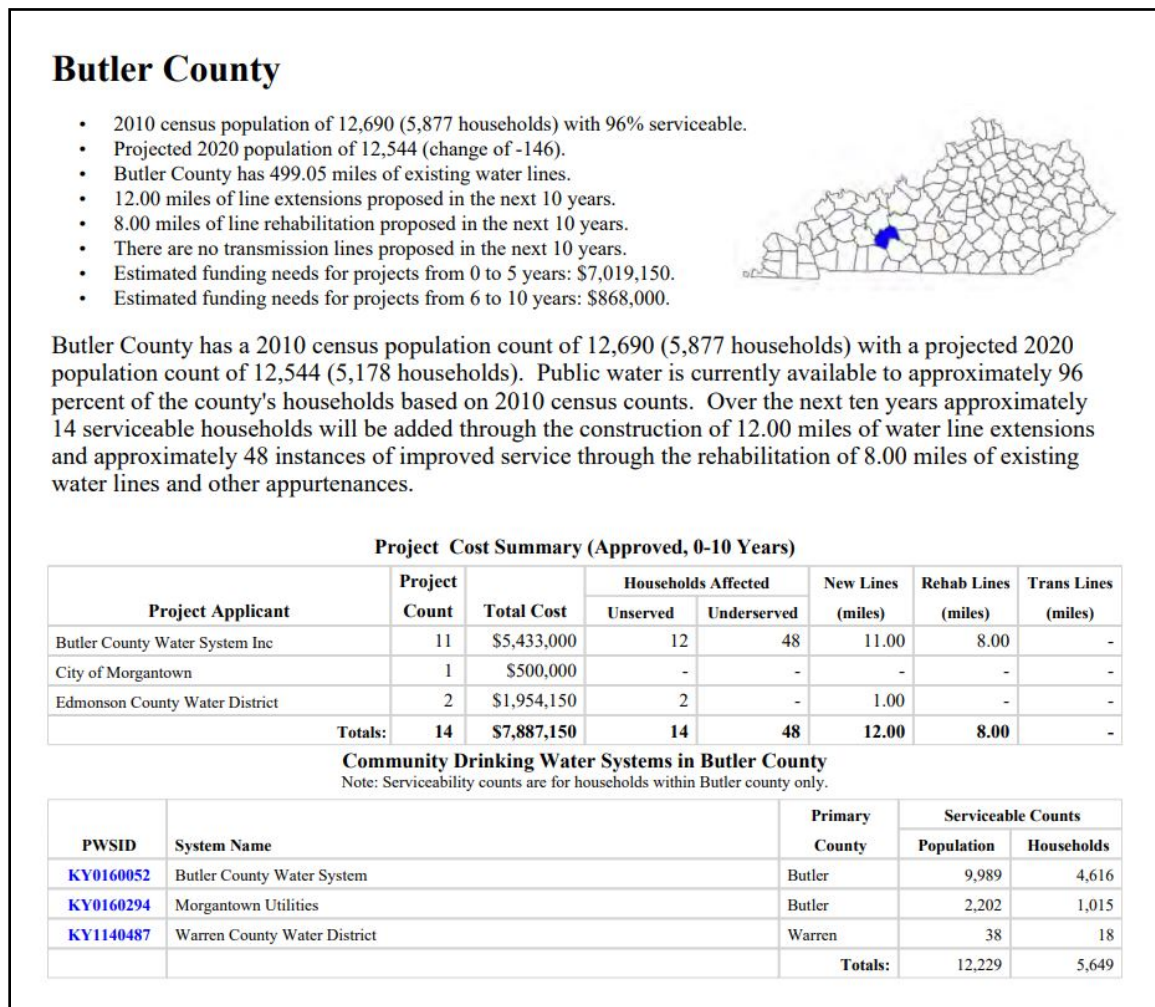 Butler County
• 2010 census population of 12,690 (5,877 households) with 96% serviceable.
• Projected 2020 population of 12,544 (change of -146).
• Butler County has 499.05 miles of existing water lines.
• 12.00 miles of line extensions proposed in the next 10 years.
• 8.00 miles of line rehabilitation proposed in the next 10 years.
• There are no transmission lines proposed in the next 10 years.
• Estimated funding needs for projects from 0 to 5 years: $7,019,150.
• Estimated funding needs for projects from 6 to 10 years: $868,000.
Butler County has a 2010 census population count of 12,690 (5,877 households) with a projected 2020
population count of 12,544 (5,178 households). Public water is currently available to approximately 96
percent of the county's households based on 2010 census counts. Over the next ten years approximately
14 serviceable households will be added through the construction of 12.00 miles of water line extensions
and approximately 48 instances of improved service through the rehabilitation of 8.00 miles of existing
water lines and other appurtenances.
Project Cost Summary (Approved, 0-10 Years)
Project Households Affected New Lines Rehab Lines Trans Lines
Project Applicant Count Total Cost Unserved Underserved (miles) (miles) (miles)
Butler County Water System Inc 11 $5,433,000 12 48 11.00 8.00 -
City of Morgantown 1 $500,000 - - - - -
Edmonson County Water District 2 $1,954,150 2 - 1.00 - -
Totals: 14 $7,887,150 14 48 12.00 8.00 -
Community Drinking Water Systems in Butler County
Note: Serviceability counts are for households within Butler county only.
Primary Serviceable Counts
PWSID System Name County Population Households
KY0160052 Butler County Water System Butler 9,989 4,616
KY0160294 Morgantown Utilities Butler 2,202 1,015
KY1140487 Warren County Water District Warren 38 18
Totals: 12,229 5,649